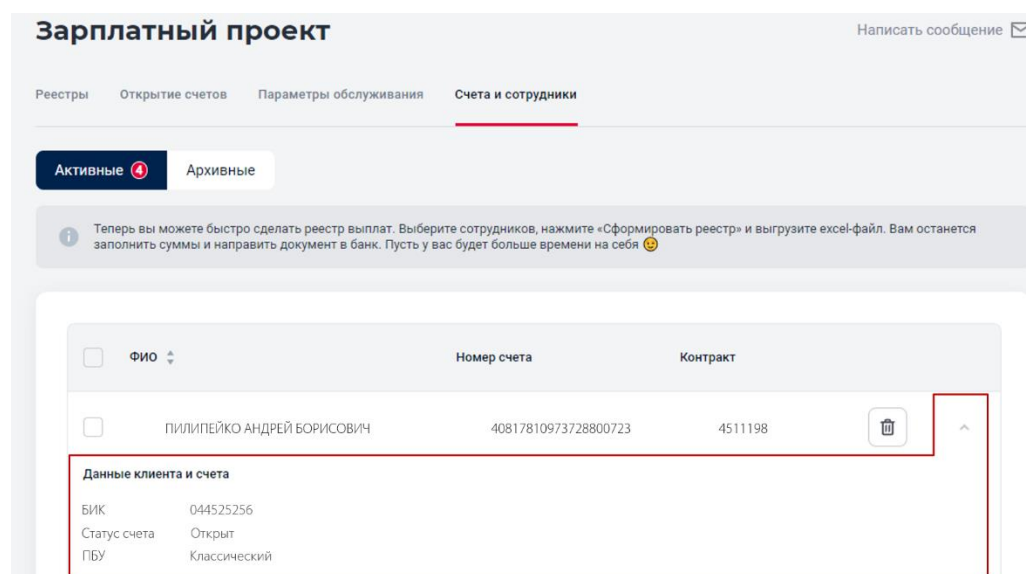 Зарплатный проект
Написать сообщение
Реестры Открытие счетов Параметры обслуживания Счета и сотрудники
Активные 4 Архивные
Теперь вы можете быстро сделать реестр выплат. Выберите сотрудников, нажмите «Сформировать реестр» и выгрузите excel-файл. Вам останется
заполнить суммы и направить документ в банк. Пусть у вас будет больше времени на себя 😉
ФИО Номер счета Контракт
ПИЛИПЕЙКО АНДРЕЙ БОРИСОВИЧ 40817810973728800723 4511198
Данные клиента и счета
БИК 044525256
Статус счета Открыт
ПБУ Классический